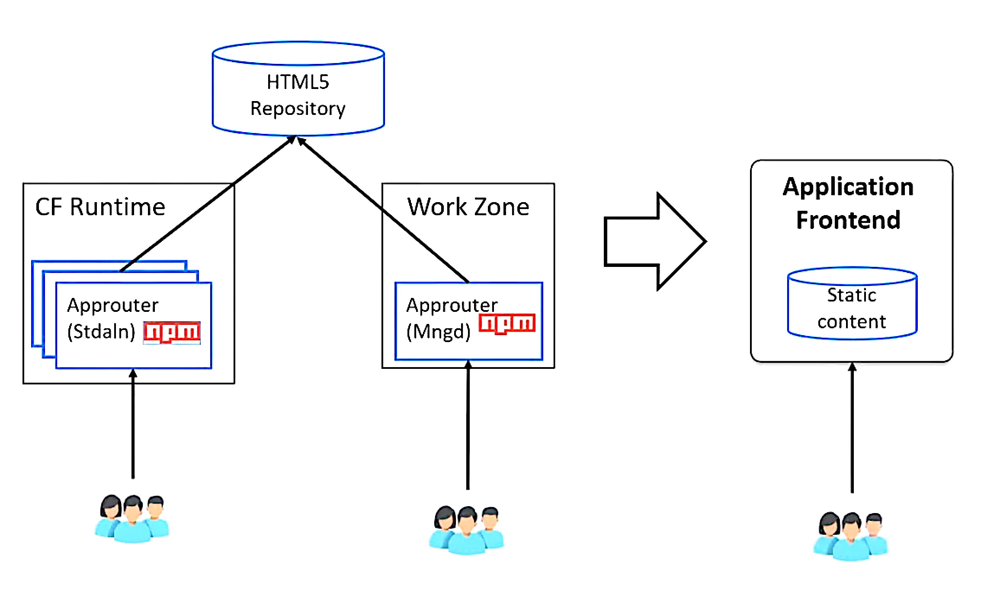 HTML5
Repository
CF Runtime
Approuter
(Stdaln) npm
Work Zone
Approuter
(Mngd) npm
Application
Frontend
Static
content